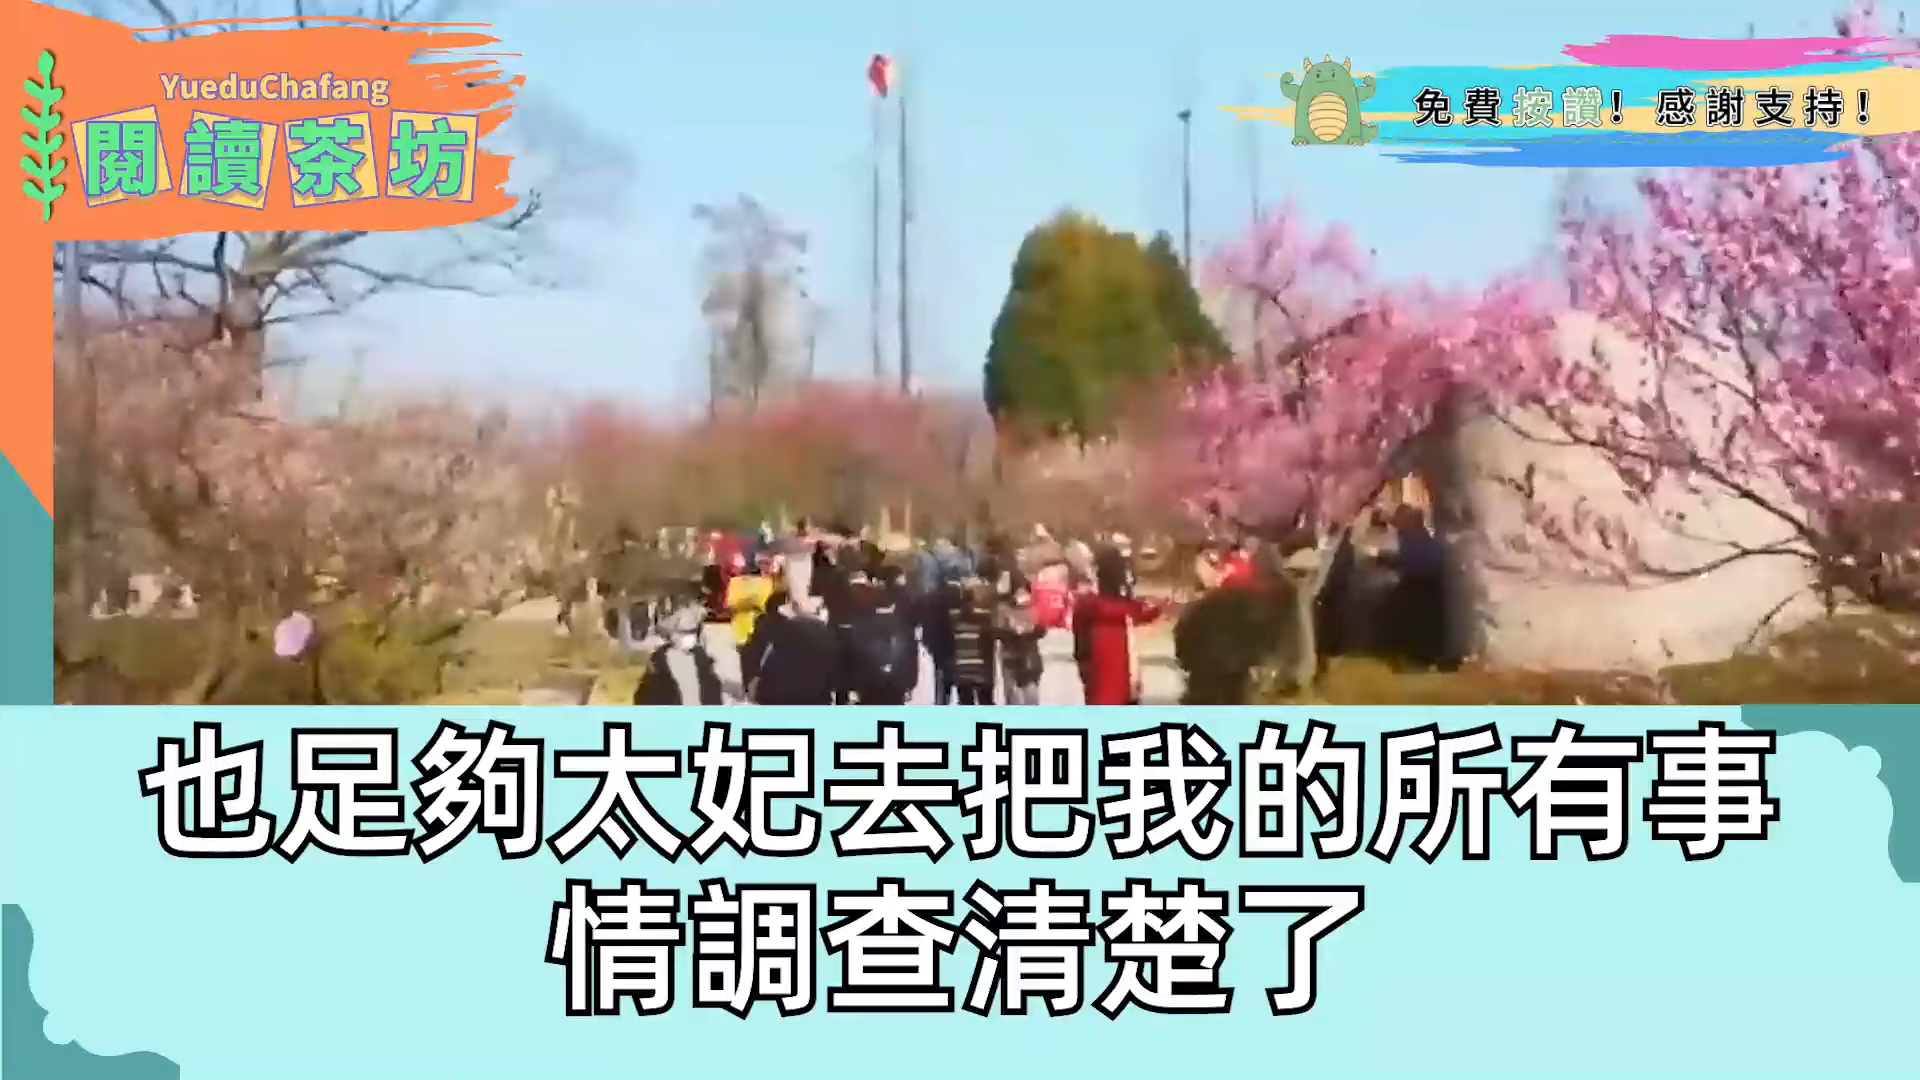 YueduChafang
閱讀茶坊
免費按讚！感謝支持！
也足夠太妃去把我的所有事
情調查清楚了